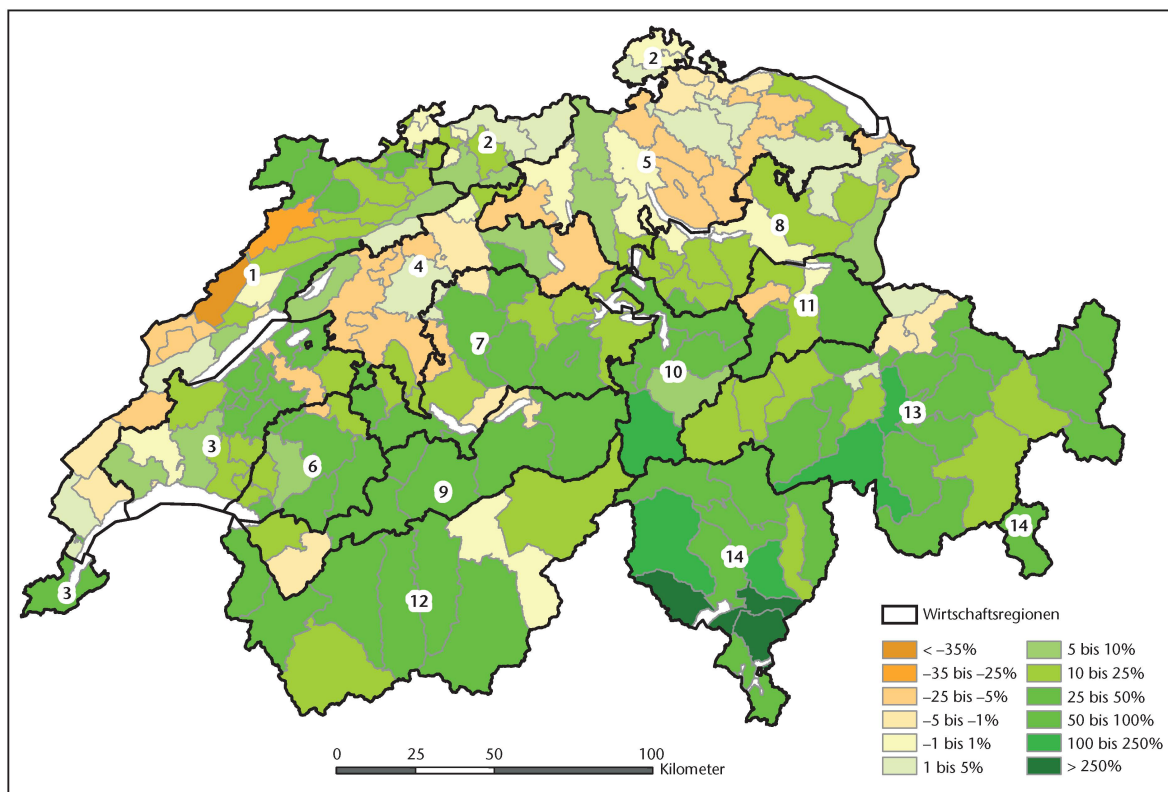 2
2
5
8
1
4
11
7
10
13
3
6
9
14
14
12
3
Wirtschaftsregionen
< –35%
–35 bis –25%
–25 bis –5%
–5 bis –1%
–1 bis 1%
1 bis 5%
5 bis 10%
10 bis 25%
25 bis 50%
50 bis 100%
100 bis 250%
> 250%
0 25 50 100
Kilometer